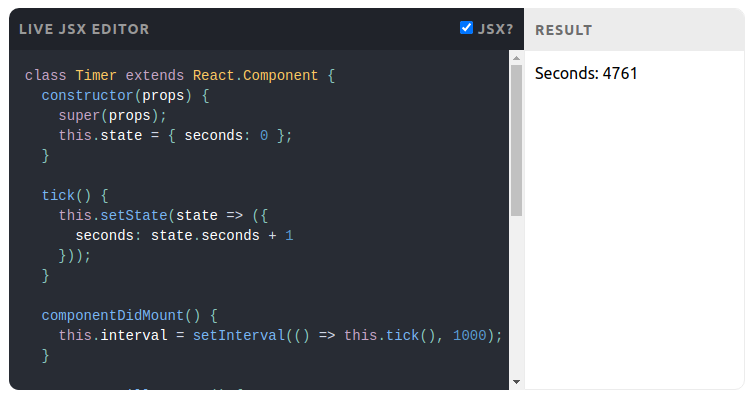 LIVE JSX EDITOR
JSX?
class Timer extends React.Component {
  constructor(props) {
    super(props);
    this.state = { seconds: 0 };
  }

  tick() {
    this.setState(state => ({
      seconds: state.seconds + 1
    }));
  }

  componentDidMount() {
    this.interval = setInterval(() => this.tick(), 1000);
  }
RESULT
Seconds: 4761